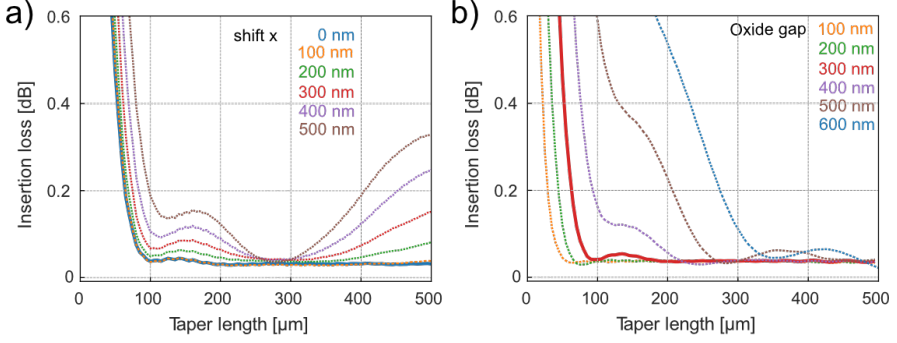 a)
Insertion loss [dB]
0.6
0.4
0.2
0
shift x
0 nm
100 nm
200 nm
300 nm
400 nm
500 nm
0
100
200
300
400
500
Taper length [µm]
b)
Insertion loss [dB]
0.6
0.4
0.2
0
Oxide gap
100 nm
200 nm
300 nm
400 nm
500 nm
600 nm
0
100
200
300
400
500
Taper length [µm]